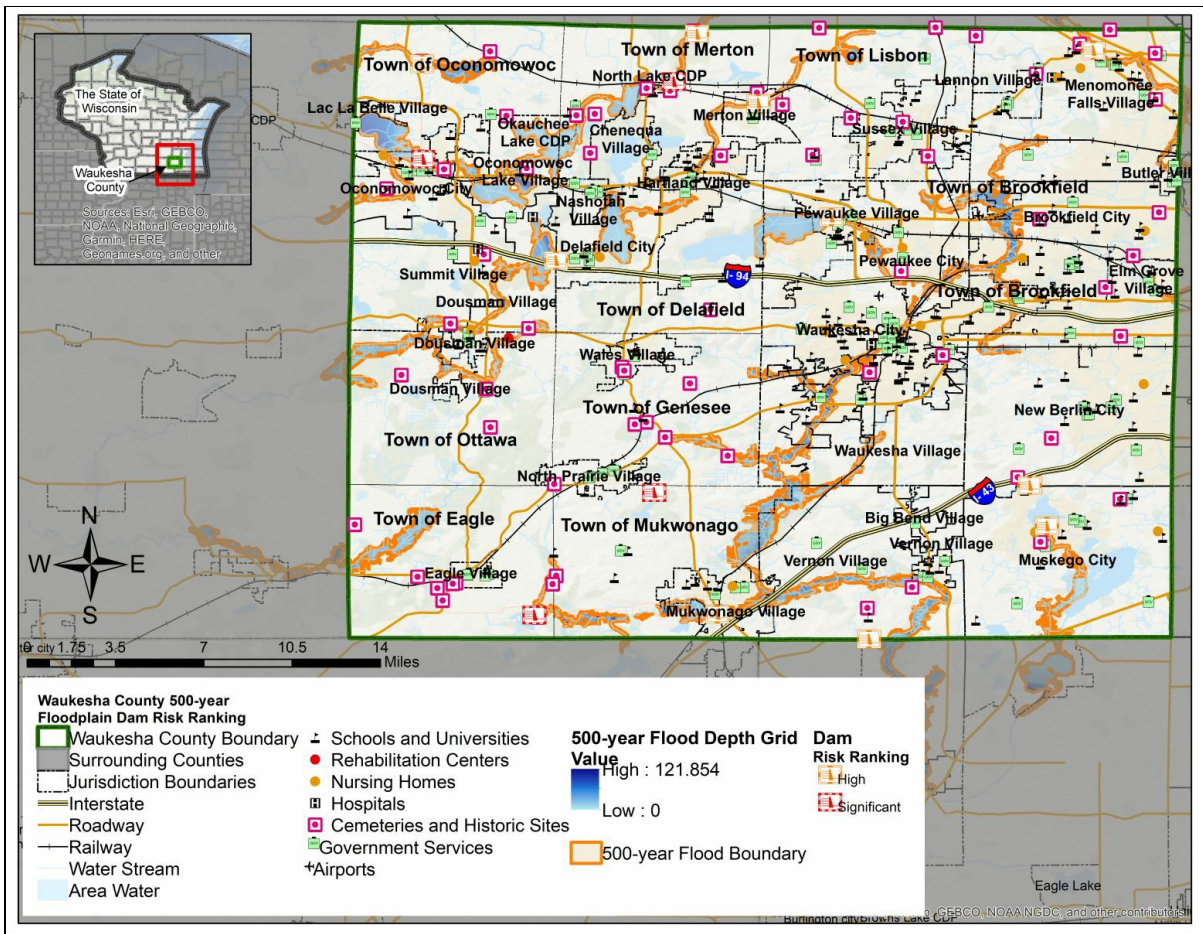 The State of
Wisconsin
Waukesha
County
Sources: Esri, GEBCO,
NOAA, National Geographic,
Garmin, HERE,
Geonames.org, and other
CDP
Town of Merton
Town of Lisbon
Town of Oconomowoc
North Lake CDP
Lannon Village
Menomonee
Falls Village
Lac La Belle Village
Okauchee
Lake CDP
Chenequa
Village
Merton Village
Sussex Village
Oconomowoc
Lake Village
Oconomowoc City
Hartland Village
Nashotah
Village
Town of Brookfield
Butler Vill
Pewaukee Village
Brookfield City
Delafield City
Summit Village
I-94
Pewaukee City
Elm Grove
Village
Town of Brookfield
Dousman Village
Town of Delafield
Dousman Village
Waukesha City
Wales Village
Dousman Village
Town of Genesee
New Berlin City
Town of Ottawa
Waukesha Village
North Prairie Village
I-43
Town of Eagle
Town of Mukwonago
Big Bend Village
Vernon Village
Vernon Village
Muskego City
Eagle Village
Mukwonago Village
N
W E
S
city
0 1.75 3.5 7 10.5 14
Miles
Waukesha County 500-year
Floodplain Dam Risk Ranking
Waukesha County Boundary
Surrounding Counties
Jurisdiction Boundaries
Interstate
Roadway
Railway
Water Stream
Area Water
Schools and Universities
Rehabilitation Centers
Nursing Homes
Hospitals
Cemeteries and Historic Sites
Government Services
Airports
500-year Flood Depth Grid
Value
High : 121.854
Low : 0
500-year Flood Boundary
Dam
Risk Ranking
High
Significant
Eagle Lake
GEBCO, NOAA NGDC, and other contributors
Burlington city Browns Lake CDP